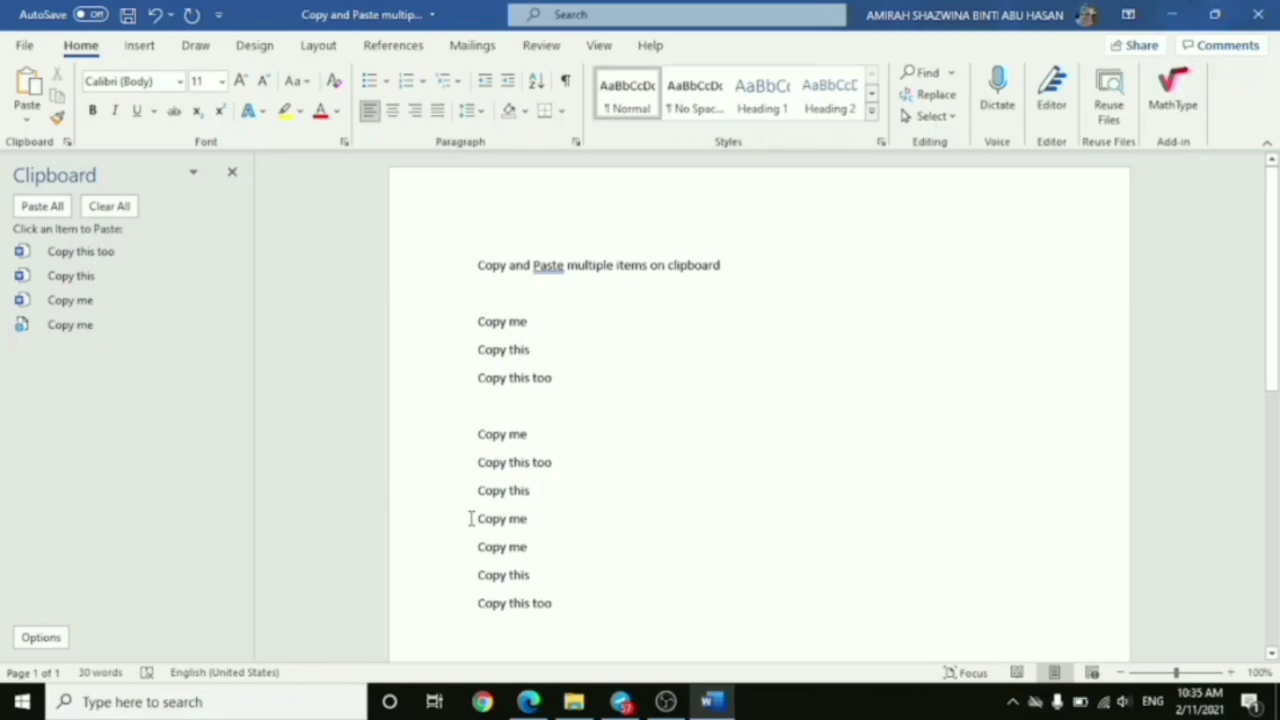 AutoSave Off Copy and Paste multip... Search AMIRAH SHAZWINA BINTI ABU HASAN
File Home Insert Draw Design Layout References Mailings Review View Help Share Comments
Paste Calibri (Body) 11 Aa AaBbCcDc AaBbCcDc AaBbCc AaBbCcD Find Replace Select Dictate Editor Reuse Files MathType
¶ Normal ¶ No Spac... Heading 1 Heading 2
Clipboard Font Paragraph Styles Editing Voice Editor Reuse Files Add-in
Clipboard
Paste All Clear All
Click an Item to Paste:
Copy this too
Copy this
Copy me
Copy me
Options
Copy and Paste multiple items on clipboard
Copy me
Copy this
Copy this too
Copy me
Copy this too
Copy this
Copy me
Copy me
Copy this
Copy this too
Page 1 of 1 30 words English (United States) Focus 100%
Type here to search ENG 10:35 AM
2/11/2021